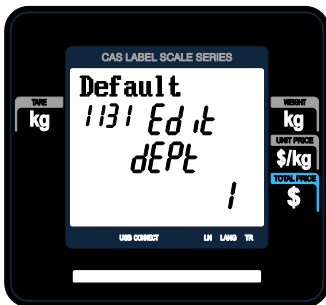 CAS LABEL SCALE SERIES
Default
1131 Edit
dEPt
1
TARE
kg
WEIGHT
kg
UNIT PRICE
$/kg
TOTAL PRICE
$
USB CONNECT LN LANG TR